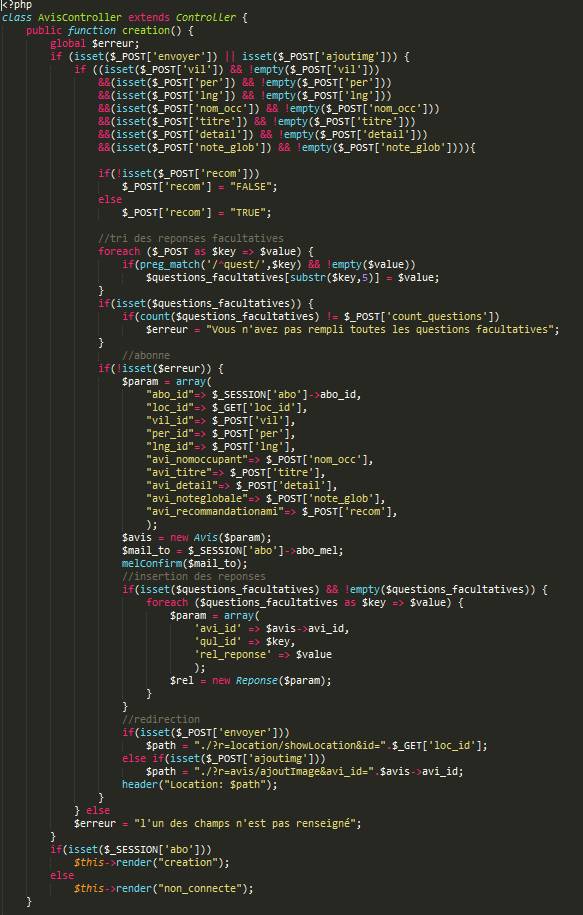 <?php
class AvisController extends Controller {
    public function creation() {
        global $erreur;
        if (isset($_POST['envoyer']) || isset($_POST['ajoutimg'])) {
            if ((isset($_POST['vil']) && !empty($_POST['vil']))
                &&(isset($_POST['per']) && !empty($_POST['per']))
                &&(isset($_POST['lng']) && !empty($_POST['lng']))
                &&(isset($_POST['nom_occ']) && !empty($_POST['nom_occ']))
                &&(isset($_POST['titre']) && !empty($_POST['titre']))
                &&(isset($_POST['detail']) && !empty($_POST['detail']))
                &&(isset($_POST['note_glob']) && !empty($_POST['note_glob']))){
                if(!isset($_POST['recom']))
                    $_POST['recom'] = "FALSE";
                else
                    $_POST['recom'] = "TRUE";
                //tri des reponses facultatives
                foreach ($_POST as $key => $value) {
                    if(preg_match('/^quest/',$key) && !empty($value))
                        $questions_facultatives[substr($key,5)] = $value;
                }
                if(isset($questions_facultatives)) {
                    if(count($questions_facultatives) != $_POST['count_questions'])
                        $erreur = "Vous n'avez pas rempli toutes les questions facultatives";
                }
                    //abonne
                if(!isset($erreur)) {
                    $param = array(
                        "abo_id"=> $_SESSION['abo']->abo_id,
                        "loc_id"=> $_GET['loc_id'],
                        "vil_id"=> $_POST['vil'],
                        "per_id"=> $_POST['per'],
                        "lng_id"=> $_POST['lng'],
                        "avi_nomoccupant"=> $_POST['nom_occ'],
                        "avi_titre"=> $_POST['titre'],
                        "avi_detail"=> $_POST['detail'],
                        "avi_noteglobale"=> $_POST['note_glob'],
                        "avi_recommandationami"=> $_POST['recom'],
                        );
                    $avis = new Avis($param);
                    $mail_to = $_SESSION['abo']->abo_mel;
                    melConfirm($mail_to);
                    //insertion des reponses
                    if(isset($questions_facultatives) && !empty($questions_facultatives)) {
                        foreach ($questions_facultatives as $key => $value) {
                            $param = array(
                                'avi_id' => $avis->avi_id,
                                'qul_id' => $key,
                                'rel_reponse' => $value
                                );
                            $rel = new Reponse($param);
                        }
                    }
                    //redirection
                    if(isset($_POST['envoyer']))
                        $path = "./?r=location/showLocation&id=".$_GET['loc_id'];
                    else if(isset($_POST['ajoutimg']))
                        $path = "./?r=avis/ajoutImage&avi_id=".$avis->avi_id;
                    header("Location: $path");
                }
            } else
            $erreur = "l'un des champs n'est pas renseigné";
        }
        if(isset($_SESSION['abo']))
            $this->render("creation");
        else
            $this->render("non_connecte");
    }